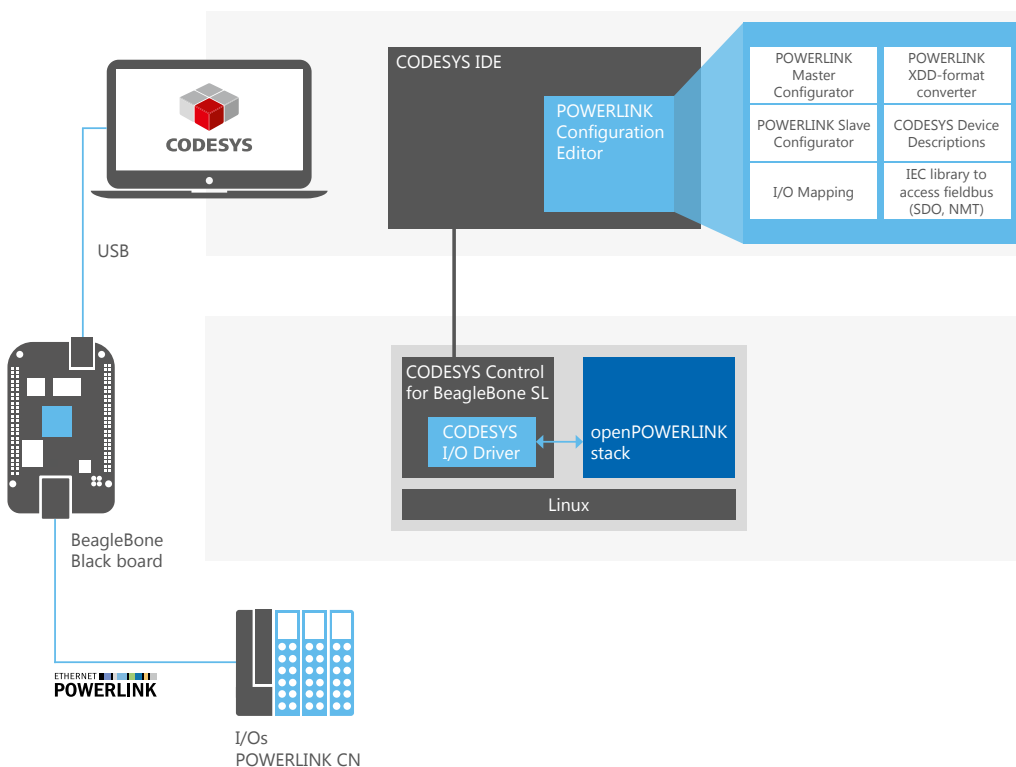 CODESYS
USB
CODESYS IDE
POWERLINK
Configuration
Editor
POWERLINK
Master
Configurator
POWERLINK
XDD-format
converter
POWERLINK Slave
Configurator
CODESYS Device
Descriptions
I/O Mapping
IEC library to
access fieldbus
(SDO, NMT)
CODESYS Control
for BeagleBone SL
CODESYS
I/O Driver
openPOWERLINK
stack
Linux
BeagleBone
Black board
ETHERNET
POWERLINK
I/Os
POWERLINK CN